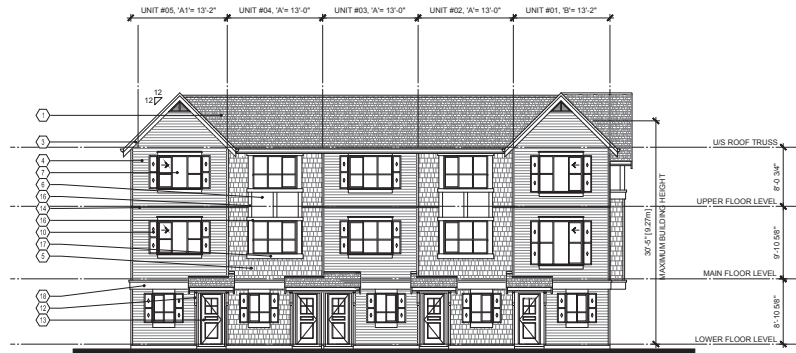 UNIT #05, 'A1'= 13'-2"
UNIT #04, 'A'= 13'-0"
UNIT #03, 'A'= 13'-0"
UNIT #02, 'A'= 13'-0"
UNIT #01, 'B'= 13'-2"
12
12
1
3
4
7
8
16
14
16
10
17
5
18
12
13
U/S ROOF TRUSS
8'-0 3/4"
UPPER FLOOR LEVEL
9'-10 5/8"
MAIN FLOOR LEVEL
8'-10 5/8"
LOWER FLOOR LEVEL
30'-5" [9.27m]
MAXIMUM BUILDING HEIGHT